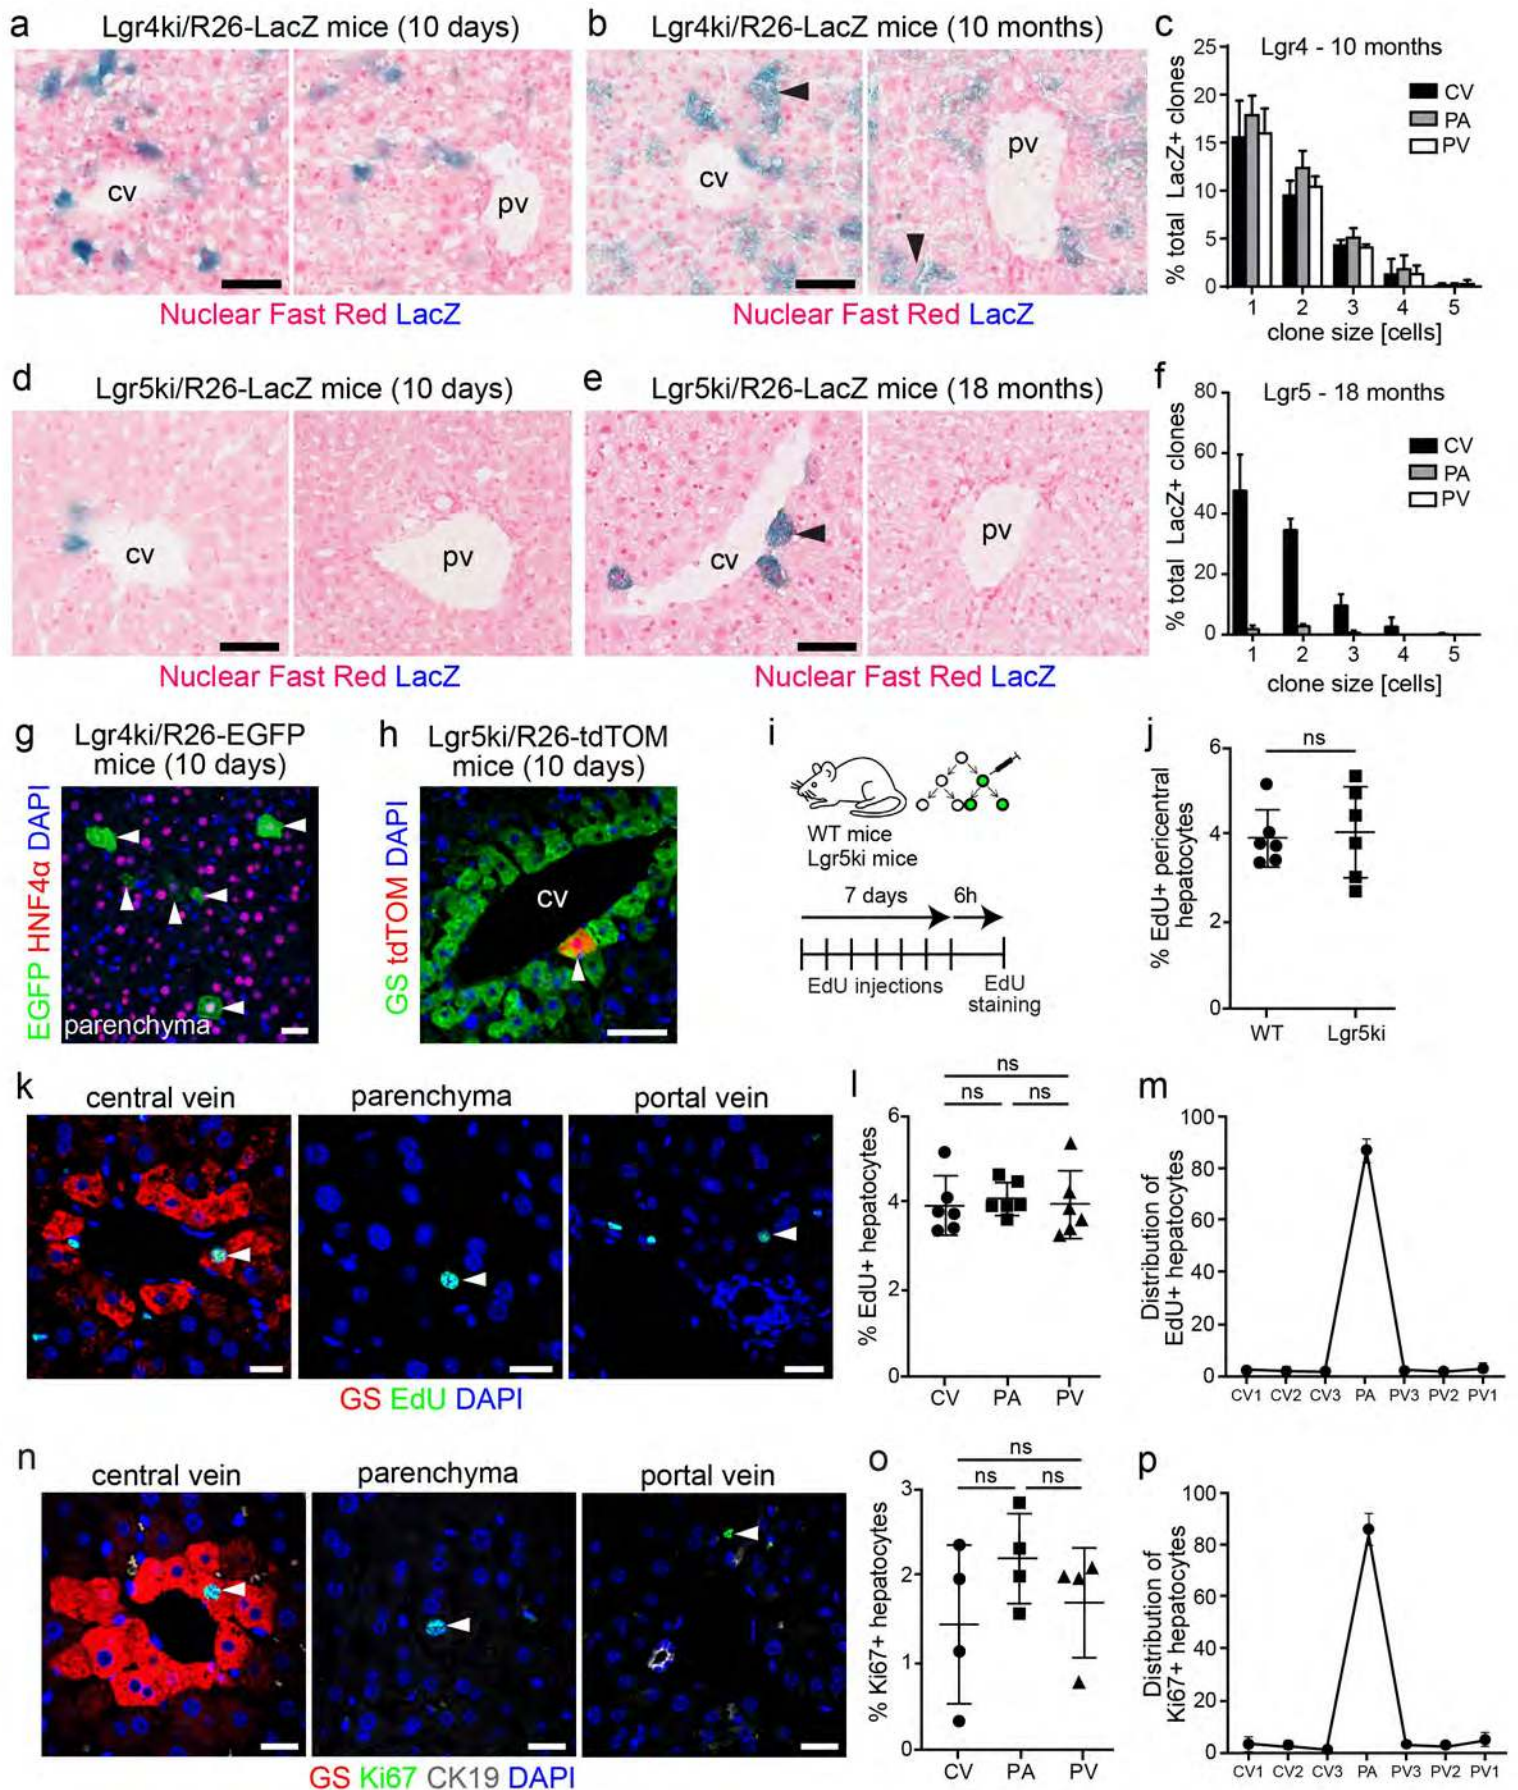 a
Lgr4ki/R26-LacZ mice (10 days)
cv
pv
Nuclear Fast Red LacZ
b
Lgr4ki/R26-LacZ mice (10 months)
cv
pv
Nuclear Fast Red LacZ
c
Lgr4 - 10 months
% total LacZ+ clones
25
20
15
10
5
0
CV
PA
PV
1 2 3 4 5
clone size [cells]
d
Lgr5ki/R26-LacZ mice (10 days)
cv
pv
Nuclear Fast Red LacZ
e
Lgr5ki/R26-LacZ mice (18 months)
cv
pv
Nuclear Fast Red LacZ
f
Lgr5 - 18 months
% total LacZ+ clones
80
60
40
20
0
CV
PA
PV
1 2 3 4 5
clone size [cells]
g
Lgr4ki/R26-EGFP
mice (10 days)
EGFP HNF4α DAPI
parenchyma
h
Lgr5ki/R26-tdTOM
mice (10 days)
GS tdTOM DAPI
cv
i
WT mice
Lgr5ki mice
7 days
6h
EdU injections
EdU
staining
j
% EdU+ pericentral
hepatocytes
6
4
2
0
ns
WT
Lgr5ki
k
central vein
parenchyma
portal vein
GS EdU DAPI
l
% EdU+ hepatocytes
6
4
2
0
ns
ns
ns
CV
PA
PV
m
Distribution of
EdU+ hepatocytes
100
80
60
40
20
0
CV1 CV2 CV3 PA PV3 PV2 PV1
n
central vein
parenchyma
portal vein
GS Ki67 CK19 DAPI
o
% Ki67+ hepatocytes
3
2
1
0
ns
ns
ns
CV
PA
PV
p
Distribution of
Ki67+ hepatocytes
100
80
60
40
20
0
CV1 CV2 CV3 PA PV3 PV2 PV1